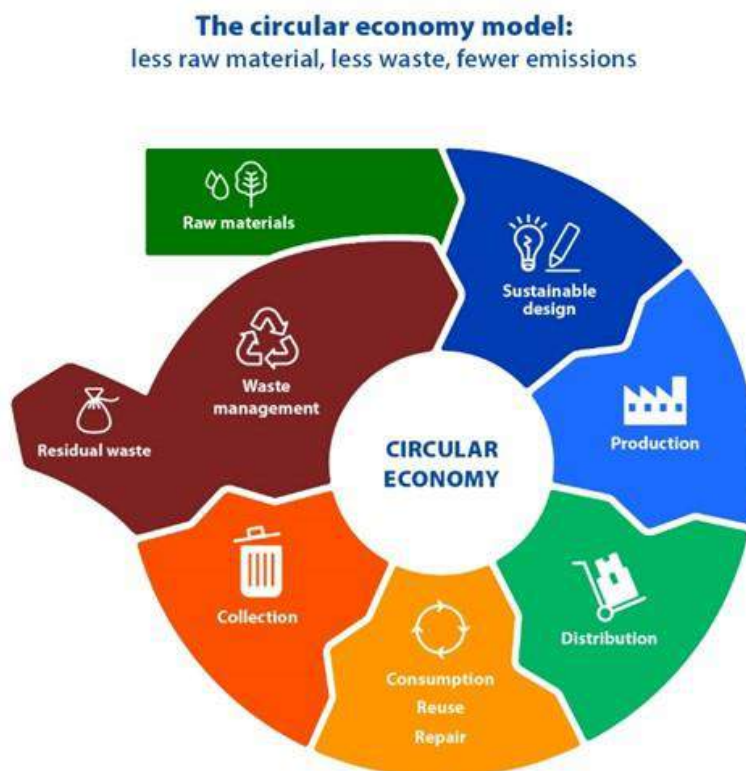 The circular economy model:
less raw material, less waste, fewer emissions
Raw materials
Sustainable
design
Production
Distribution
Consumption
Reuse
Repair
Collection
Waste
management
Residual waste
CIRCULAR
ECONOMY